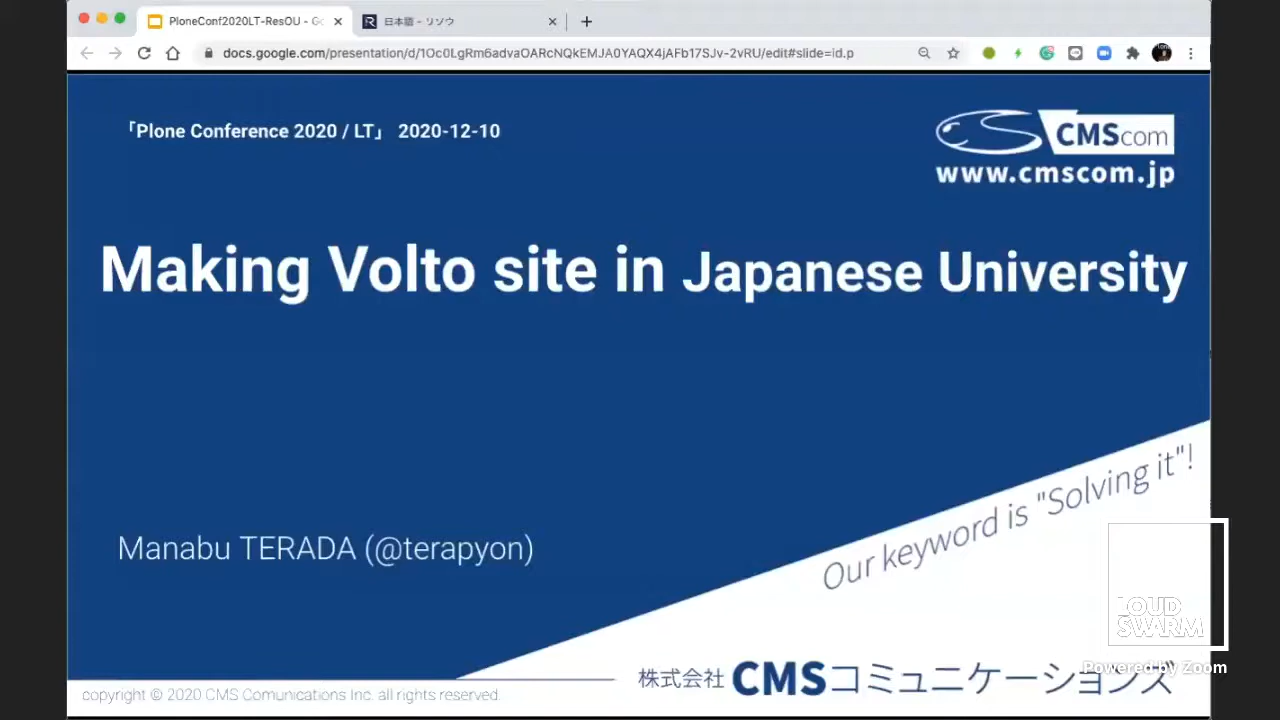 PloneConf2020LT-ResOU - Go
日本語 - リソウ
docs.google.com/presentation/d/1Oc0LgRm6advaOARcNQkEMJA0YAQX4jAFb17SJv-2vRU/edit#slide=id.p
「Plone Conference 2020 / LT」 2020-12-10
CMScom
www.cmscom.jp
Making Volto site in Japanese University
Manabu TERADA (@terapyon)
Our keyword is "Solving it"!
LOUD
SWARM
Powered by Zoom
株式会社 CMSコミュニケーションズ
copyright © 2020 CMS Comunications Inc. all rights reserved.